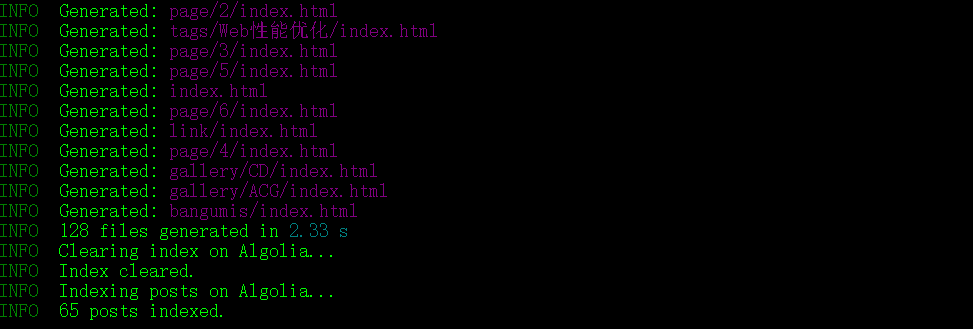 INFO  Generated: page/2/index.html
INFO  Generated: tags/Web性能优化/index.html
INFO  Generated: page/3/index.html
INFO  Generated: page/5/index.html
INFO  Generated: index.html
INFO  Generated: page/6/index.html
INFO  Generated: link/index.html
INFO  Generated: page/4/index.html
INFO  Generated: gallery/CD/index.html
INFO  Generated: gallery/ACG/index.html
INFO  Generated: bangumis/index.html
INFO  128 files generated in 2.33 s
INFO  Clearing index on Algolia...
INFO  Index cleared.
INFO  Indexing posts on Algolia...
INFO  65 posts indexed.